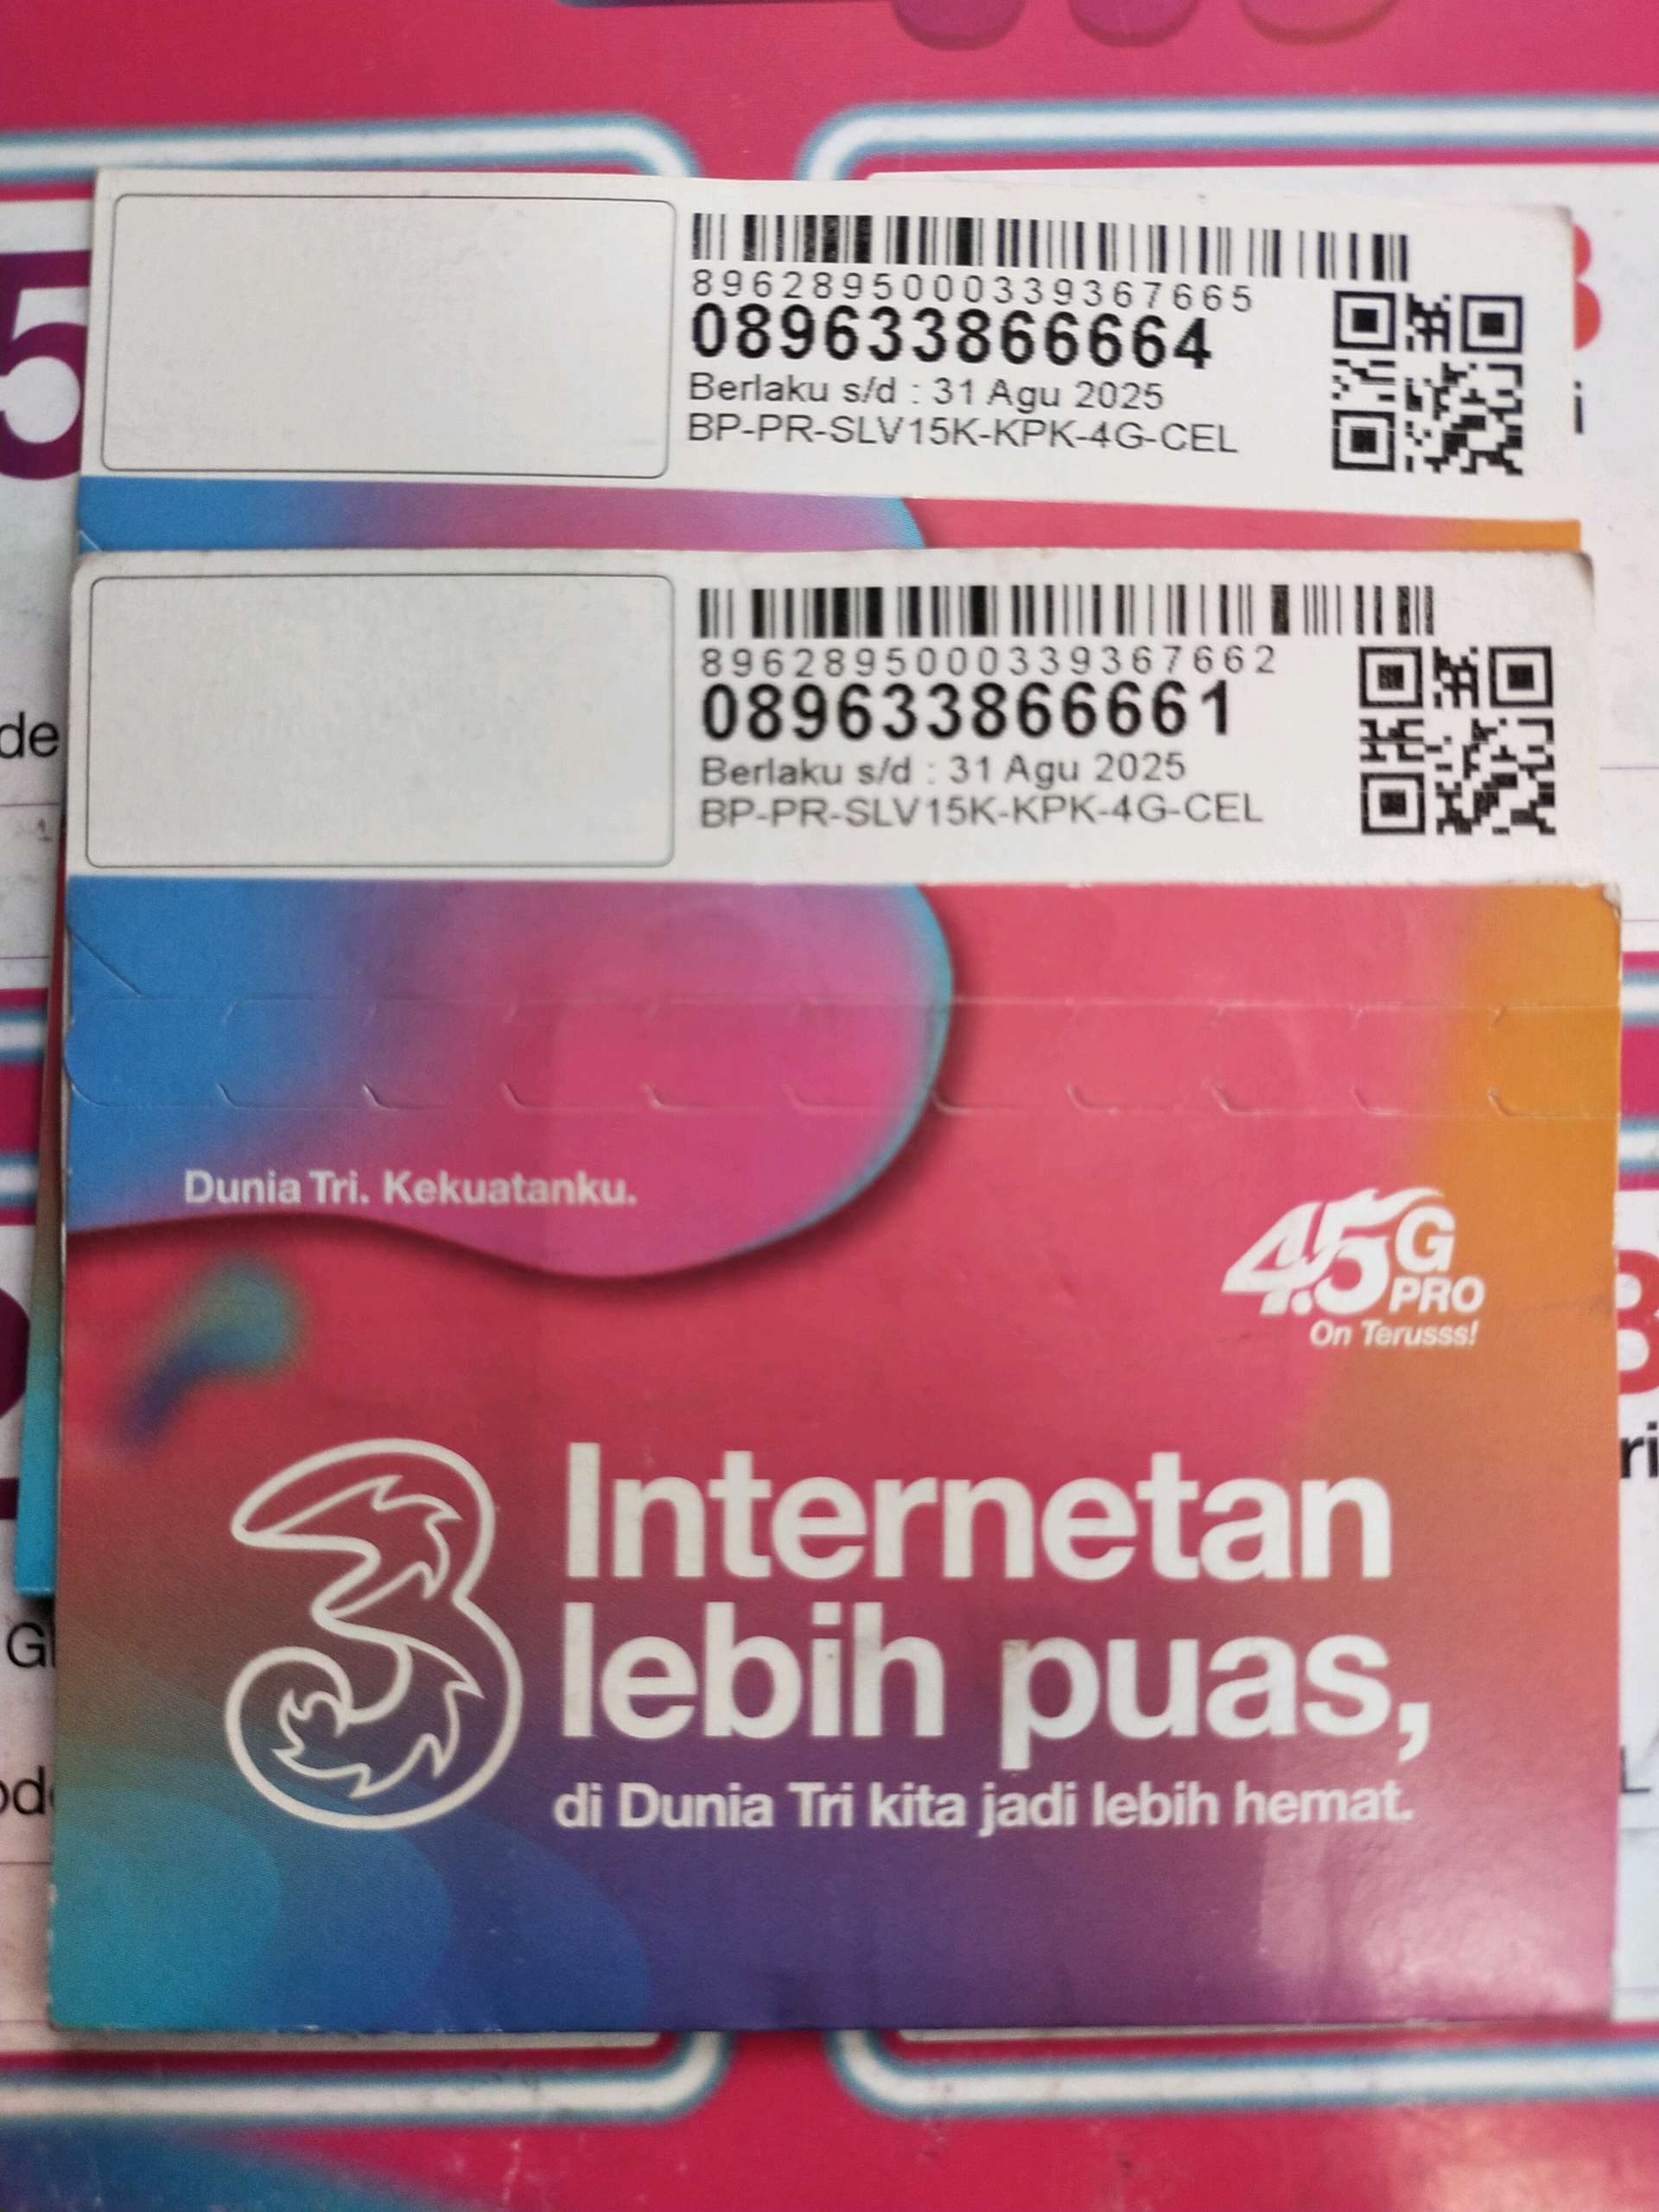 8962895000339367665
089633866664
Berlaku s/d : 31 Agu 2025
BP-PR-SLV15K-KPK-4G-CEL
8962895000339367662
089633866661
Berlaku s/d : 31 Agu 2025
BP-PR-SLV15K-KPK-4G-CEL
Dunia Tri. Kekuatanku.
4.5G
PRO
On Terusss!
3 Internetan
lebih puas,
di Dunia Tri kita jadi lebih hemat.